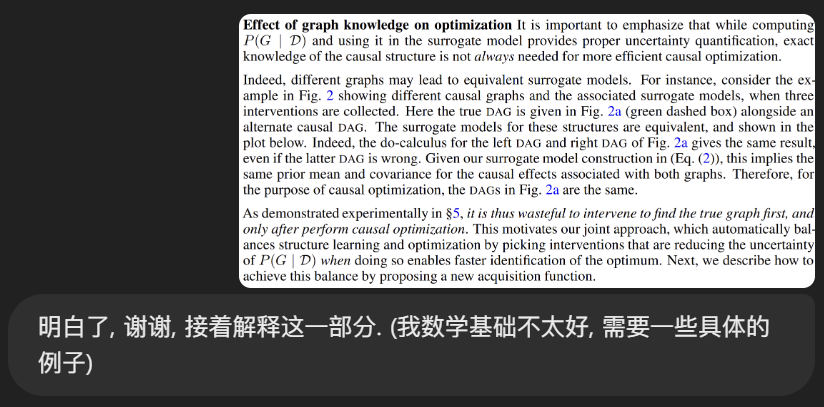 Effect of graph knowledge on optimization It is important to emphasize that while computing
P(G | D) and using it in the surrogate model provides proper uncertainty quantification, exact
knowledge of the causal structure is not always needed for more efficient causal optimization.
Indeed, different graphs may lead to equivalent surrogate models. For instance, consider the ex-
ample in Fig. 2 showing different causal graphs and the associated surrogate models, when three
interventions are collected. Here the true DAG is given in Fig. 2a (green dashed box) alongside an
alternate causal DAG. The surrogate models for these structures are equivalent, and shown in the
plot below. Indeed, the do-calculus for the left DAG and right DAG of Fig. 2a gives the same result,
even if the latter DAG is wrong. Given our surrogate model construction in (Eq. (2)), this implies the
same prior mean and covariance for the causal effects associated with both graphs. Therefore, for
the purpose of causal optimization, the DAGs in Fig. 2a are the same.
As demonstrated experimentally in §5, it is thus wasteful to intervene to find the true graph first, and
only after perform causal optimization. This motivates our joint approach, which automatically bal-
ances structure learning and optimization by picking interventions that are reducing the uncertainty
of P(G | D) when doing so enables faster identification of the optimum. Next, we describe how to
achieve this balance by proposing a new acquisition function.
明白了, 谢谢, 接着解释这一部分. (我数学基础不太好, 需要一些具体的
例子)